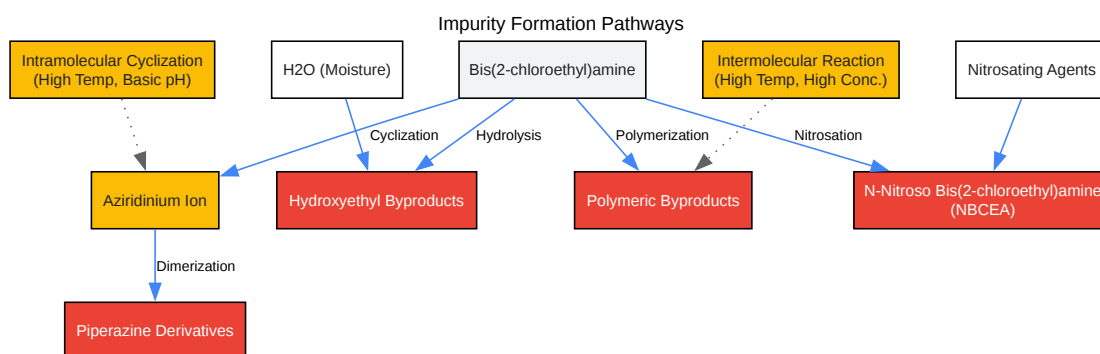 Impurity Formation Pathways
Intramolecular Cyclization
(High Temp, Basic pH)
H2O (Moisture)
Bis(2-chloroethyl)amine
Intermolecular Reaction
(High Temp, High Conc.)
Nitrosating Agents
Cyclization
Hydrolysis
Polymerization
Nitrosation
Aziridinium Ion
Hydroxyethyl Byproducts
Polymeric Byproducts
N-Nitroso Bis(2-chloroethyl)amine
(NBCEA)
Dimerization
Piperazine Derivatives